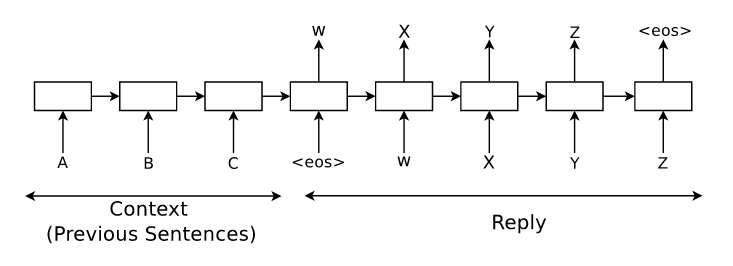 w X Y Z <eos>
A B C <eos> w X Y Z
Context
(Previous Sentences)
Reply